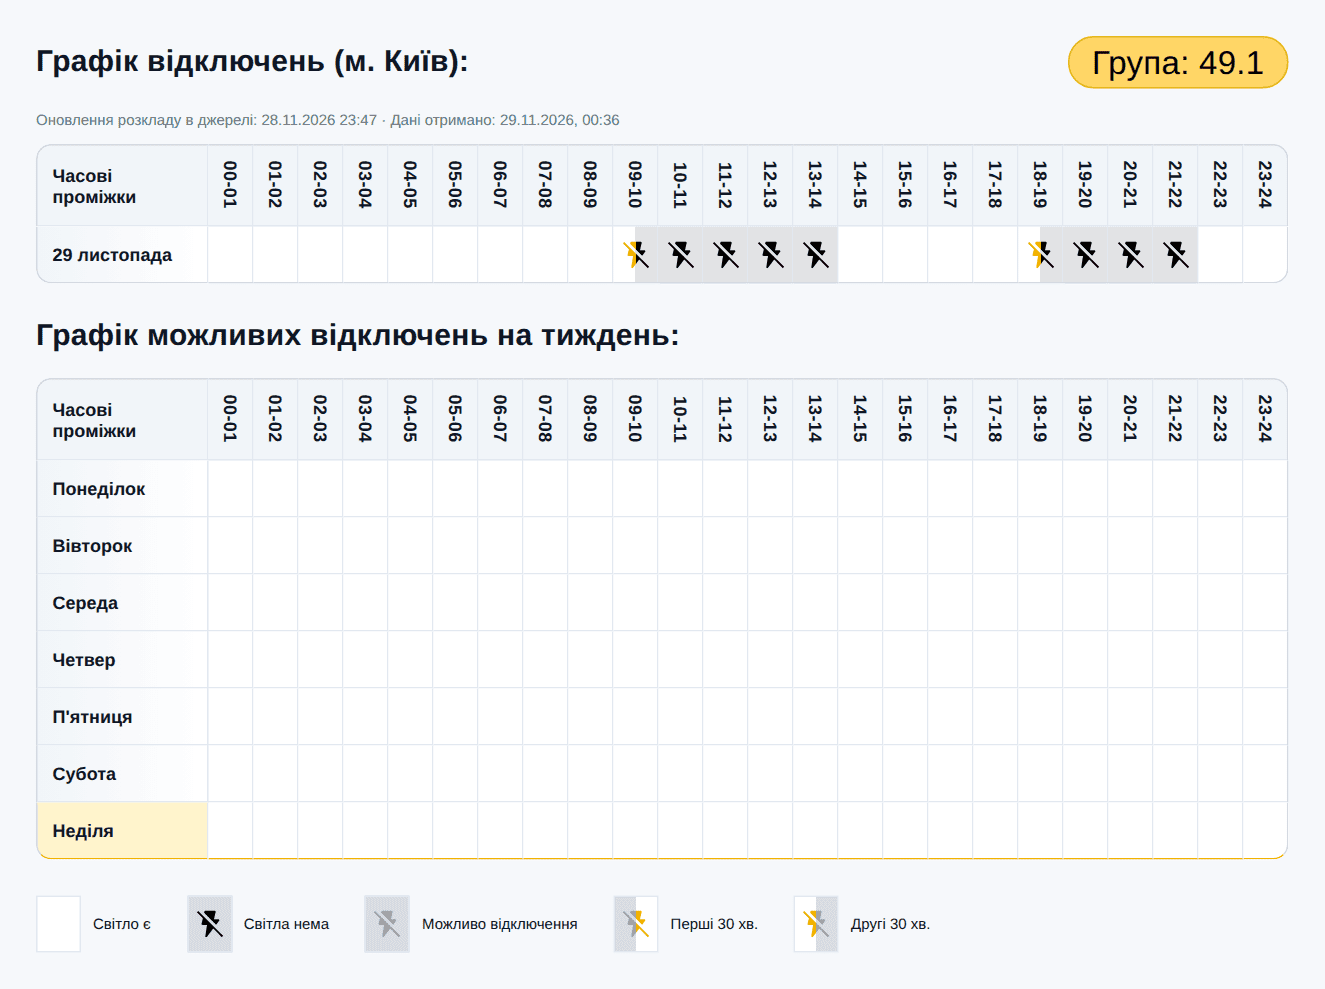 Графік відключень (м. Київ):
Група: 49.1
Оновлення розкладу в джерелі: 28.11.2026 23:47 · Дані отримано: 29.11.2026, 00:36
Часові проміжки 00-01 01-02 02-03 03-04 04-05 05-06 06-07 07-08 08-09 09-10 10-11 11-12 12-13 13-14 14-15 15-16 16-17 17-18 18-19 19-20 20-21 21-22 22-23 23-24
29 листопада
Графік можливих відключень на тиждень:
Часові проміжки 00-01 01-02 02-03 03-04 04-05 05-06 06-07 07-08 08-09 09-10 10-11 11-12 12-13 13-14 14-15 15-16 16-17 17-18 18-19 19-20 20-21 21-22 22-23 23-24
Понеділок
Вівторок
Середа
Четвер
П'ятниця
Субота
Неділя
Світло є Світла нема Можливо відключення Перші 30 хв. Другі 30 хв.